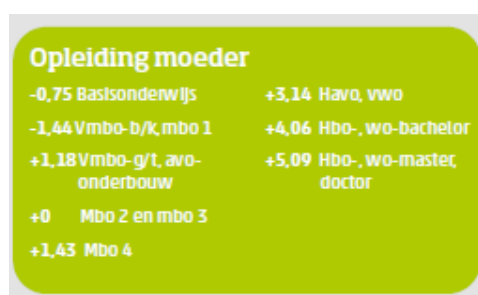 Opleiding moeder
-0,75 Basisonderwijs
-1,44 Vmbo-b/k, mbo 1
+1,18 Vmbo-g/t, avo-
onderbouw
+0 Mbo 2 en mbo 3
+1,43 Mbo 4
+3,14 Havo, vwo
+4,06 Hbo-, wo-bachelor
+5,09 Hbo-, wo-master,
doctor